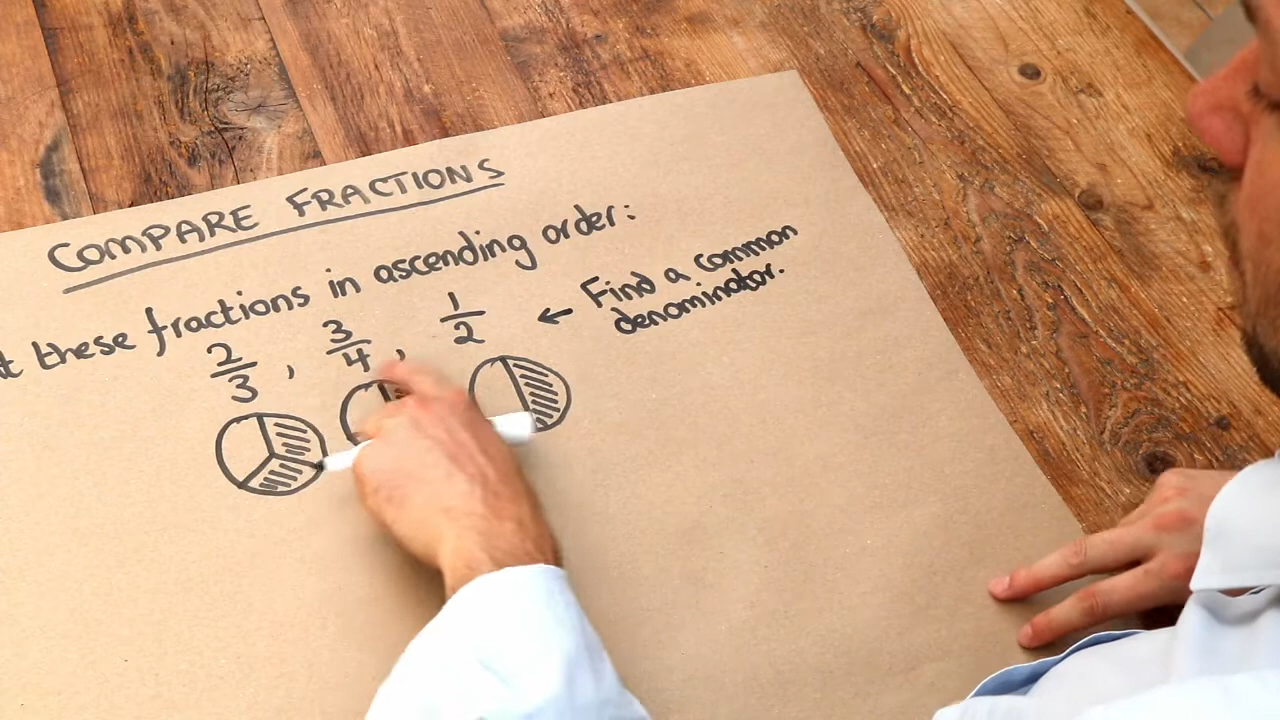 COMPARE FRACTIONS
these fractions in ascending order:
2/3 , 3/4 , 1/2 ← Find a common
denominator.